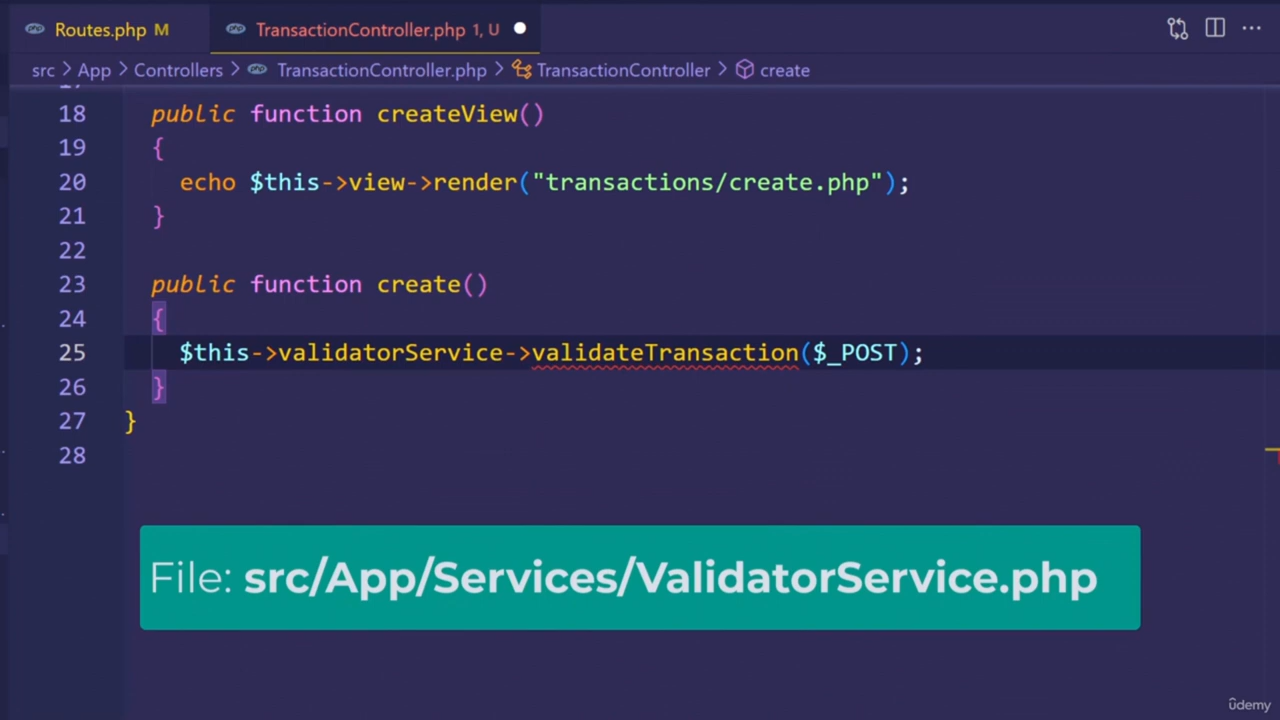 Routes.php M TransactionController.php 1, U
src > App > Controllers > TransactionController.php > TransactionController > create
18 public function createView()
19 {
20 echo $this->view->render("transactions/create.php");
21 }
22
23 public function create()
24 {
25 $this->validatorService->validateTransaction($_POST);
26 }
27 }
28
File: src/App/Services/ValidatorService.php
ûdemy